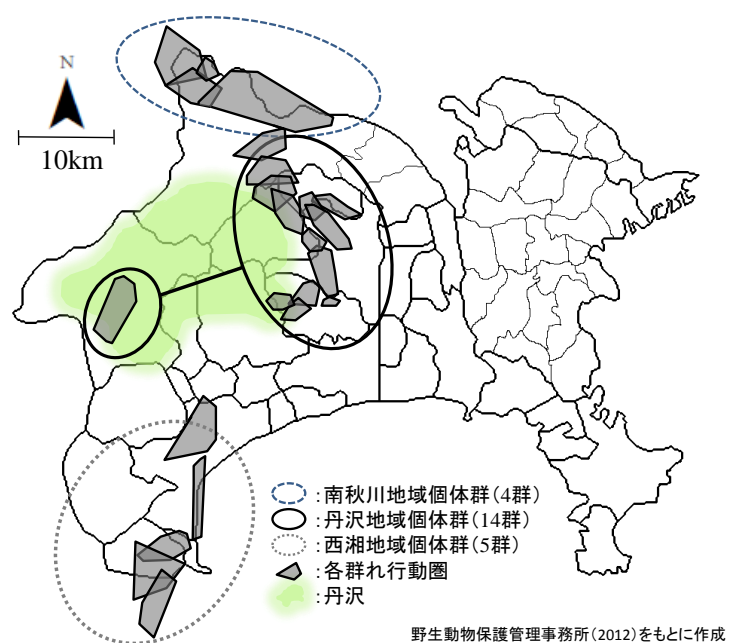 N
10km
:南秋川地域個体群(4群)
:丹沢地域個体群(14群)
:西湘地域個体群(5群)
:各群れ行動圏
:丹沢
野生動物保護管理事務所(2012)をもとに作成